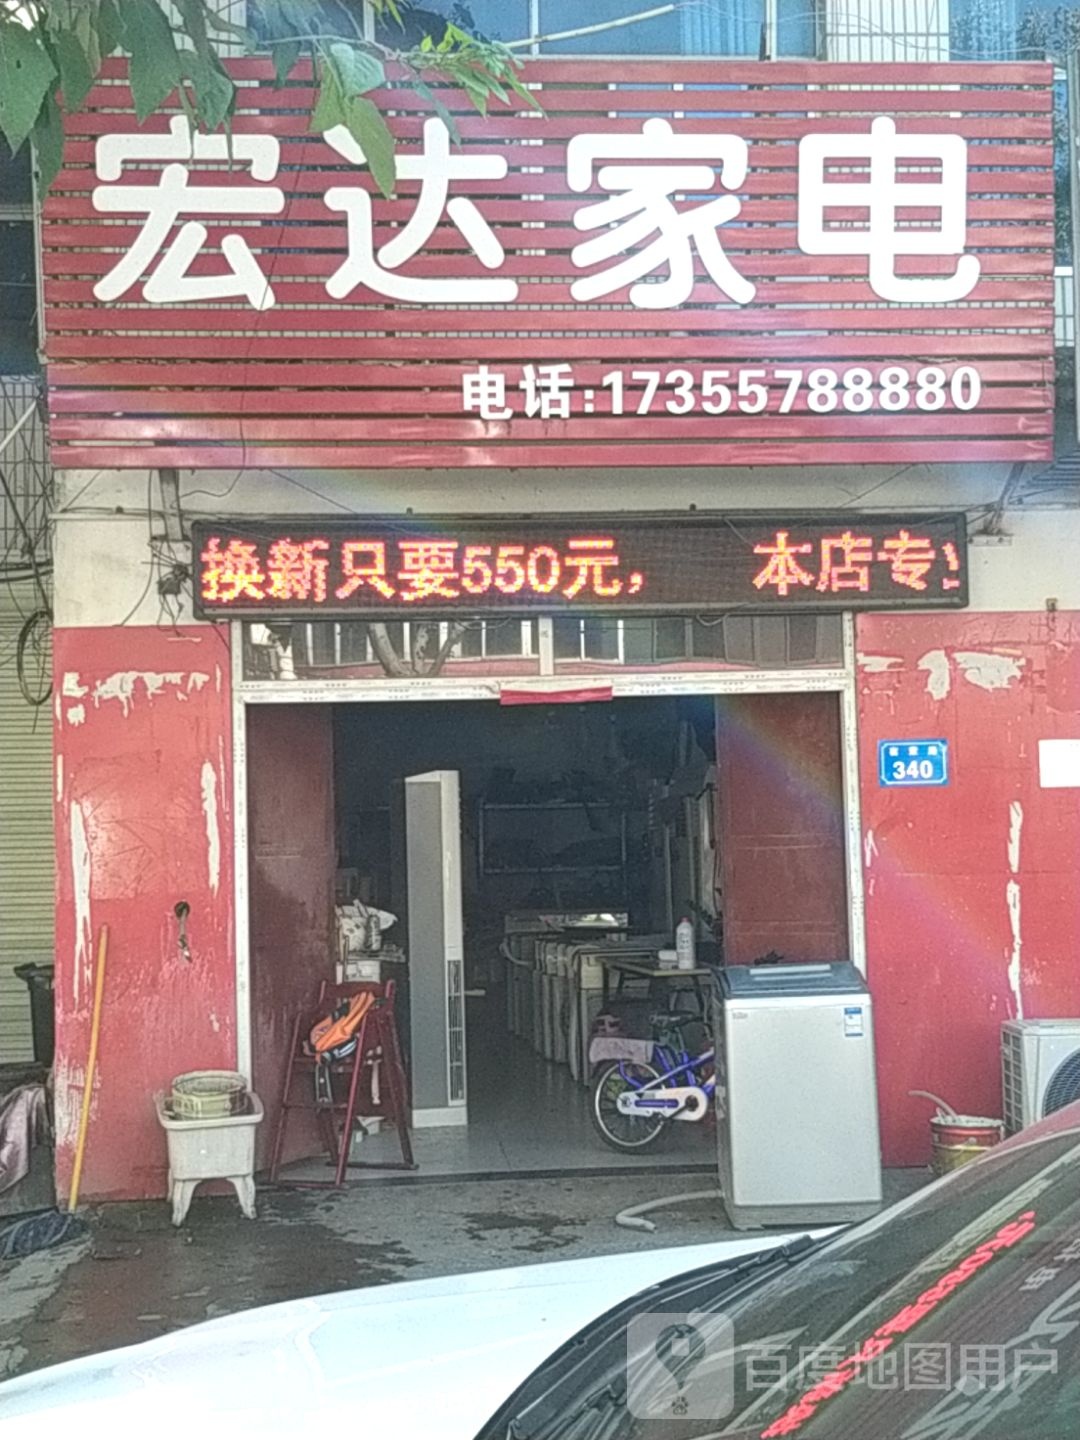 宏达家电
电话:17355788880
换新只要550元， 本店专
340
百度地图用户